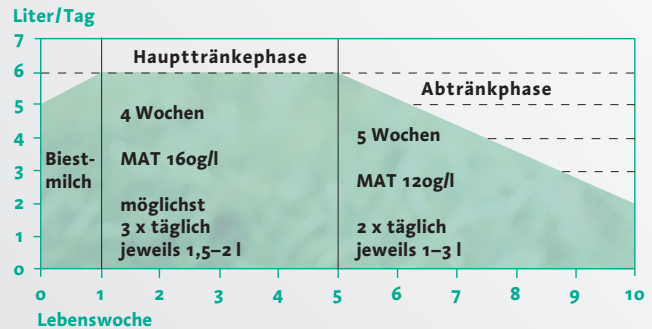 Liter/Tag
7
6
5
4
3
2
1
0
Haupttränkephase
Abtränkphase
Biest-
milch
4 Wochen
MAT 160g/l
möglichst
3 x täglich
jeweils 1,5–2 l
5 Wochen
MAT 120g/l
2 x täglich
jeweils 1–3 l
0 1 2 3 4 5 6 7 8 9 10
Lebenswoche